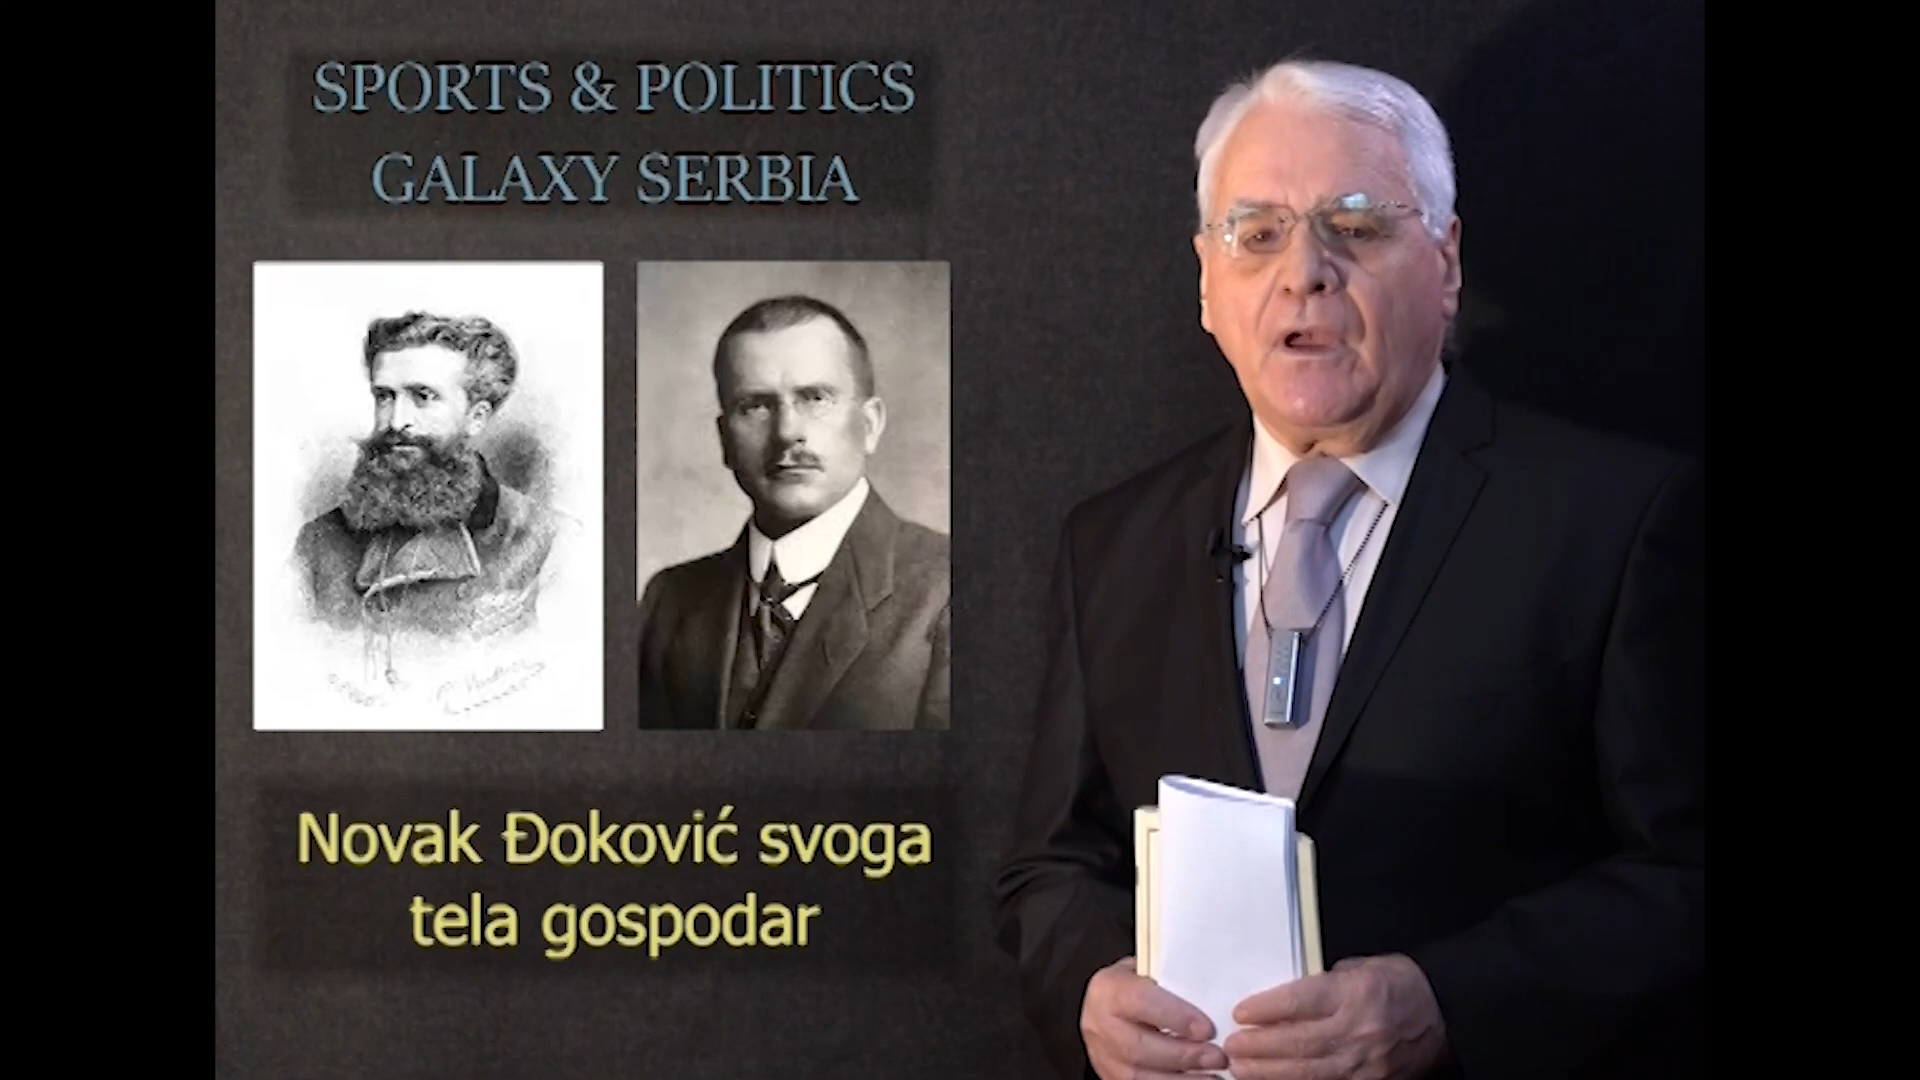 SPORTS & POLITICS
GALAXY SERBIA
Novak Đoković svoga
tela gospodar